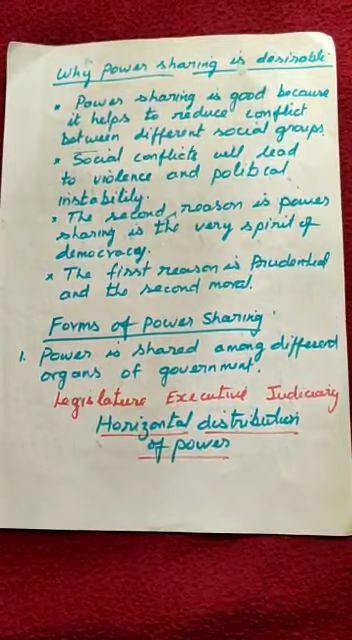 Why Power sharing is desirable
* Power sharing is good because
it helps to reduce conflict
between different social groups.
* Social conflicts will lead
to violence and political
instability.
* The second reason is power
sharing is the very spirit of
democracy.
* The first reason is Prudential
and the second moral.
Forms of Power Sharing
1. Power is shared among different
organs of government.
Legislature Executive Judiciary
Horizontal distribution
of power